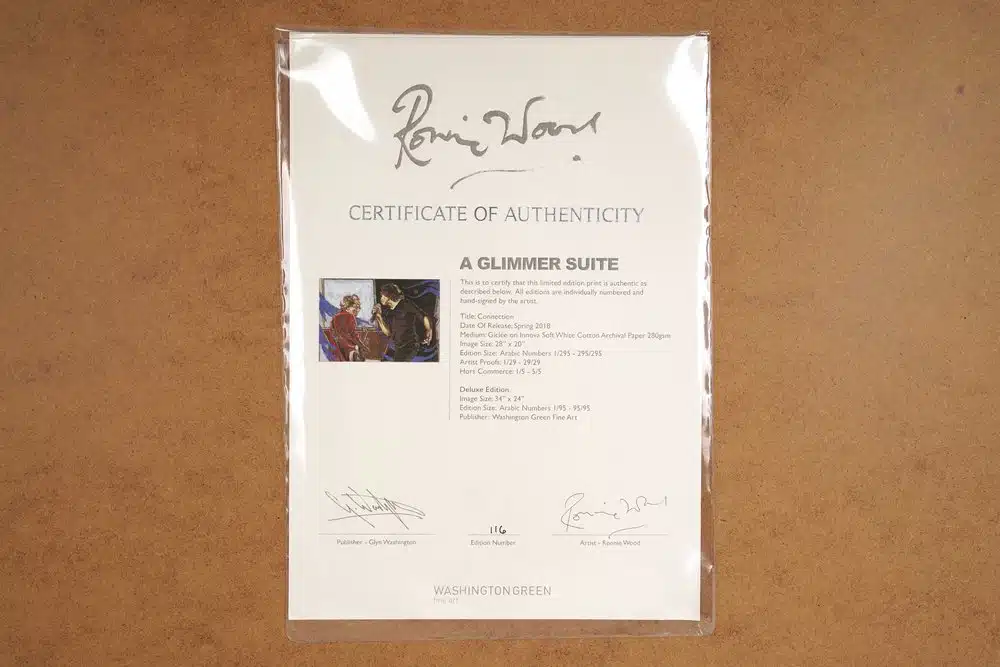 Ronnie Wood
CERTIFICATE OF AUTHENTICITY
A GLIMMER SUITE
This is to certify that this limited edition print is authentic as
described below. All editions are individually numbered and
hand-signed by the artist.
Title: Connection
Date Of Release: Spring 2018
Medium: Giclée on Innova Soft White Cotton Archival Paper 280gsm
Image Size: 28" x 20"
Edition Size: Arabic Numbers 1/295 - 295/295
Artist Proofs: 1/29 - 29/29
Hors Commerce: 1/5 - 5/5
Deluxe Edition
Image Size: 34" x 24"
Edition Size: Arabic Numbers 1/95 - 95/95
Publisher: Washington Green Fine Art
116
Ronnie Wood
Publisher - Glyn Washington
Edition Number
Artist - Ronnie Wood
WASHINGTON GREEN
fine art